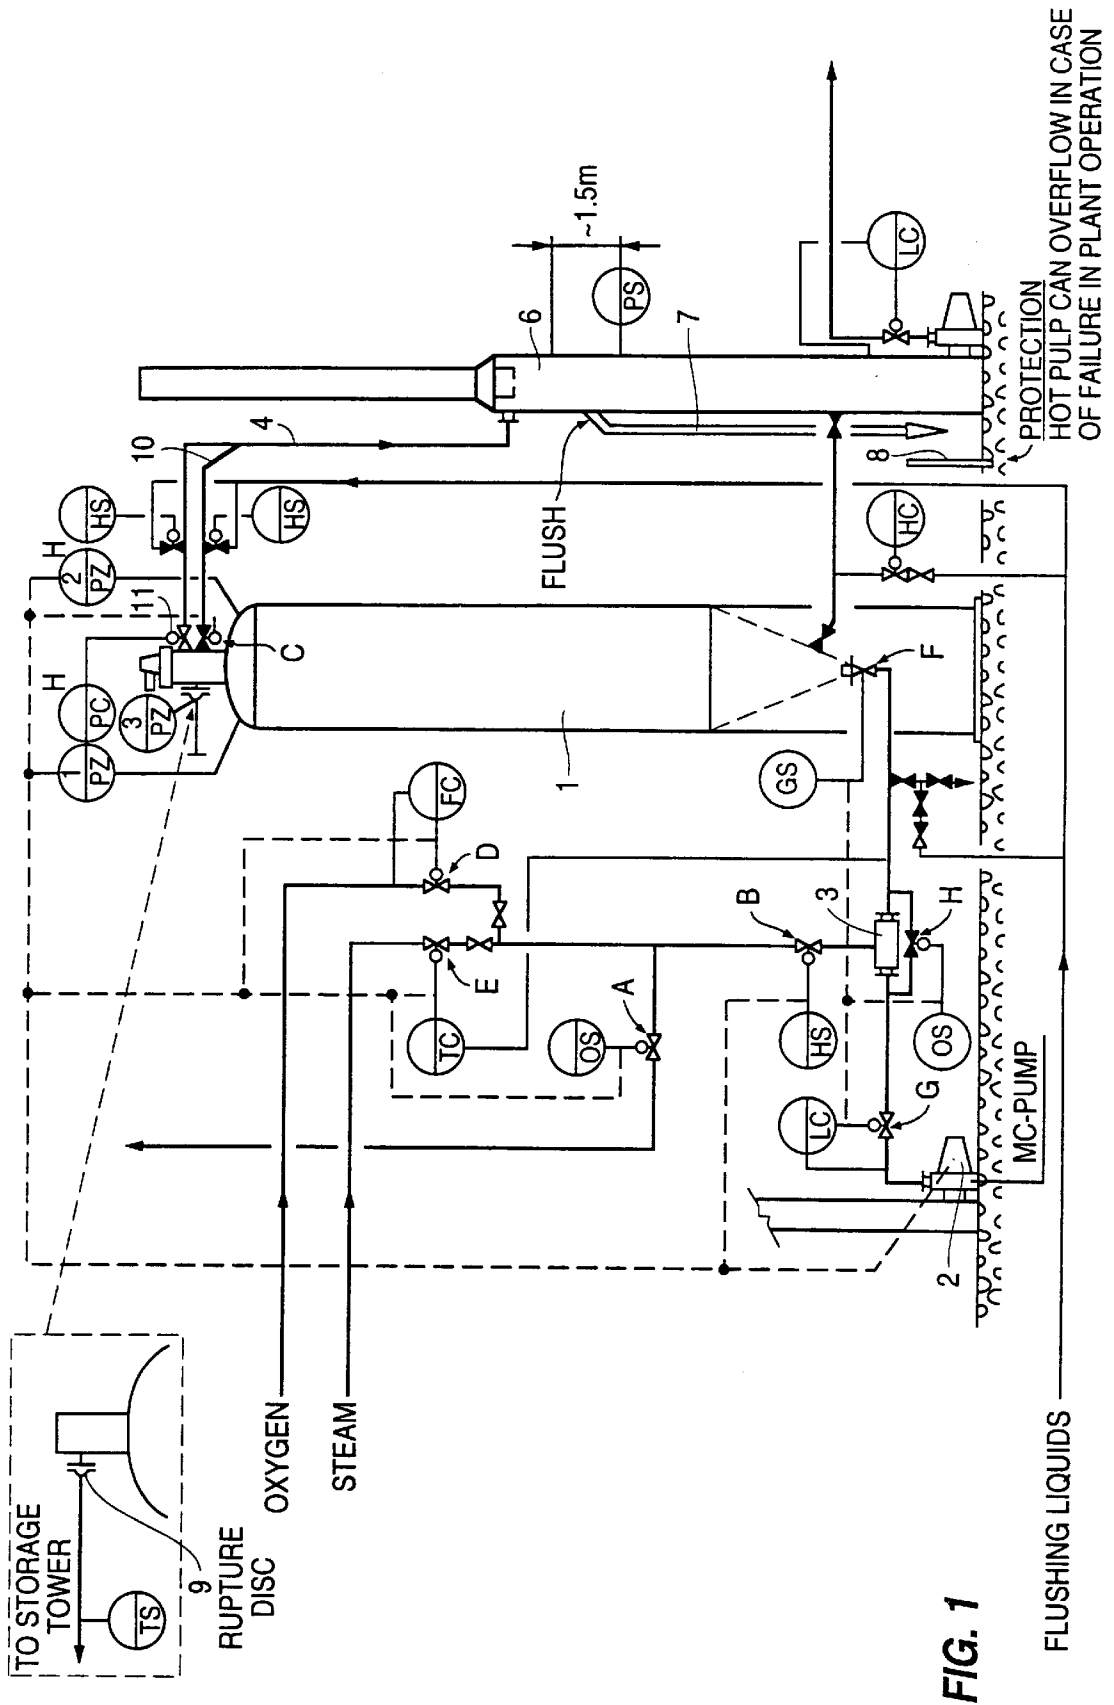 TO STORAGE
TOWER
TS
9
RUPTURE
DISC
OXYGEN
STEAM
H
H
1
PZ
PC
3
PZ
2
PZ
11
HS
HS
10
4
C
FC
D
E
TC
OS
A
1
6
~1.5m
PS
FLUSH
7
GS
B
HS
LC
3
H
OS
G
F
HC
LC
8
2
MC-PUMP
PROTECTION
HOT PULP CAN OVERFLOW IN CASE
OF FAILURE IN PLANT OPERATION
FLUSHING LIQUIDS
FIG. 1